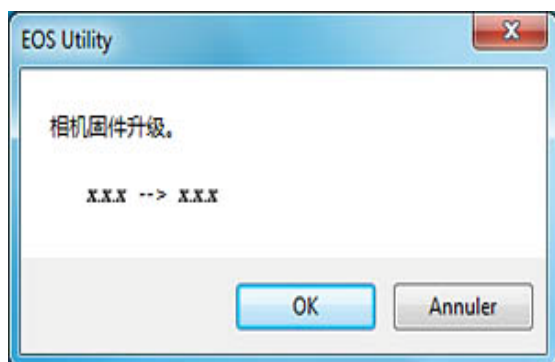 EOS Utility
相机固件升级。
x.x.x --> x.x.x
OK
Annuler